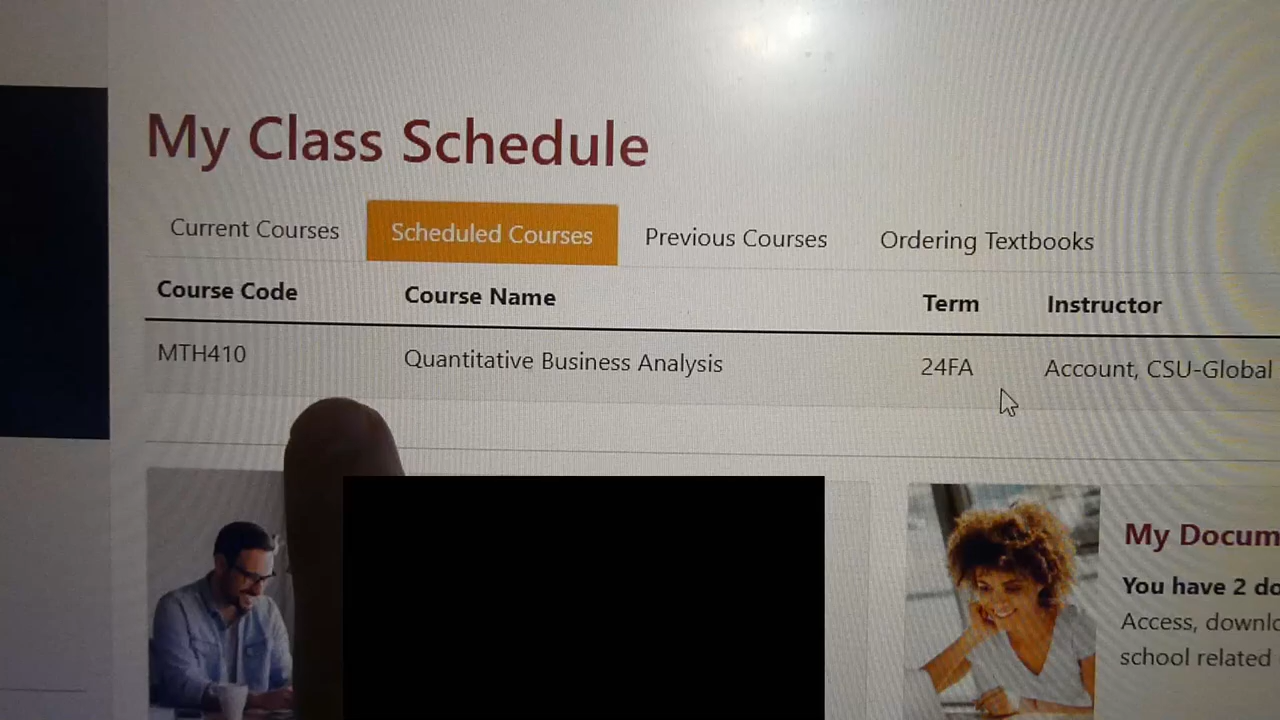 My Class Schedule
Current Courses Scheduled Courses Previous Courses Ordering Textbooks
Course Code Course Name Term Instructor
MTH410 Quantitative Business Analysis 24FA Account, CSU-Global
My Docum
You have 2 do
Access, downlo
school related